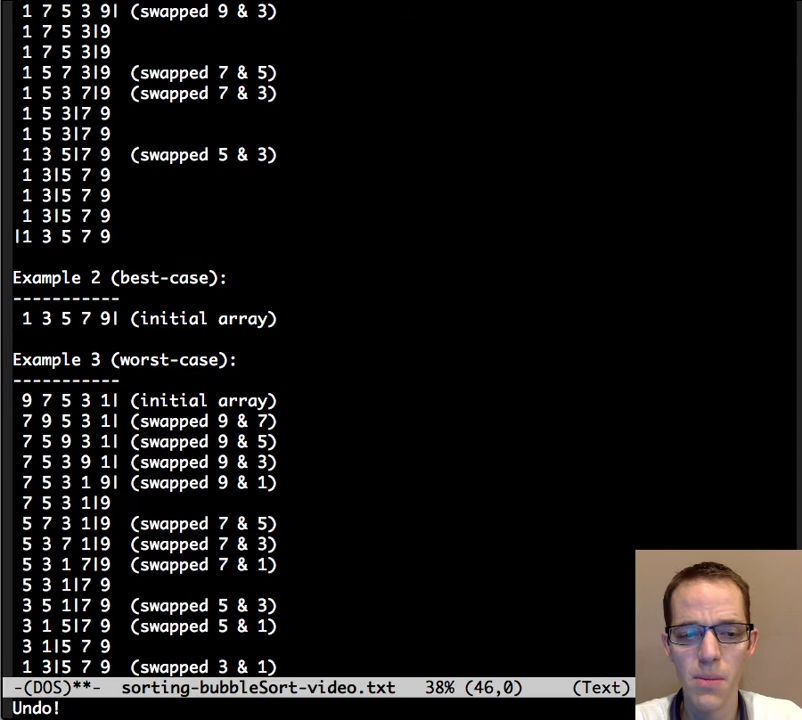 1 7 5 3 9| (swapped 9 & 3)
1 7 5 3|9
1 7 5 3|9
1 5 7 3|9  (swapped 7 & 5)
1 5 3 7|9  (swapped 7 & 3)
1 5 3|7 9
1 5 3|7 9
1 3 5|7 9  (swapped 5 & 3)
1 3|5 7 9
1 3|5 7 9
1 3|5 7 9
|1 3 5 7 9
Example 2 (best-case):
-----------
1 3 5 7 9| (initial array)
Example 3 (worst-case):
-----------
9 7 5 3 1| (initial array)
7 9 5 3 1| (swapped 9 & 7)
7 5 9 3 1| (swapped 9 & 5)
7 5 3 9 1| (swapped 9 & 3)
7 5 3 1 9| (swapped 9 & 1)
7 5 3 1|9
5 7 3 1|9  (swapped 7 & 5)
5 3 7 1|9  (swapped 7 & 3)
5 3 1 7|9  (swapped 7 & 1)
5 3 1|7 9
3 5 1|7 9  (swapped 5 & 3)
3 1 5|7 9  (swapped 5 & 1)
3 1|5 7 9
1 3|5 7 9  (swapped 3 & 1)
-(DOS)**-  sorting-bubbleSort-video.txt   38% (46,0)     (Text)
Undo!